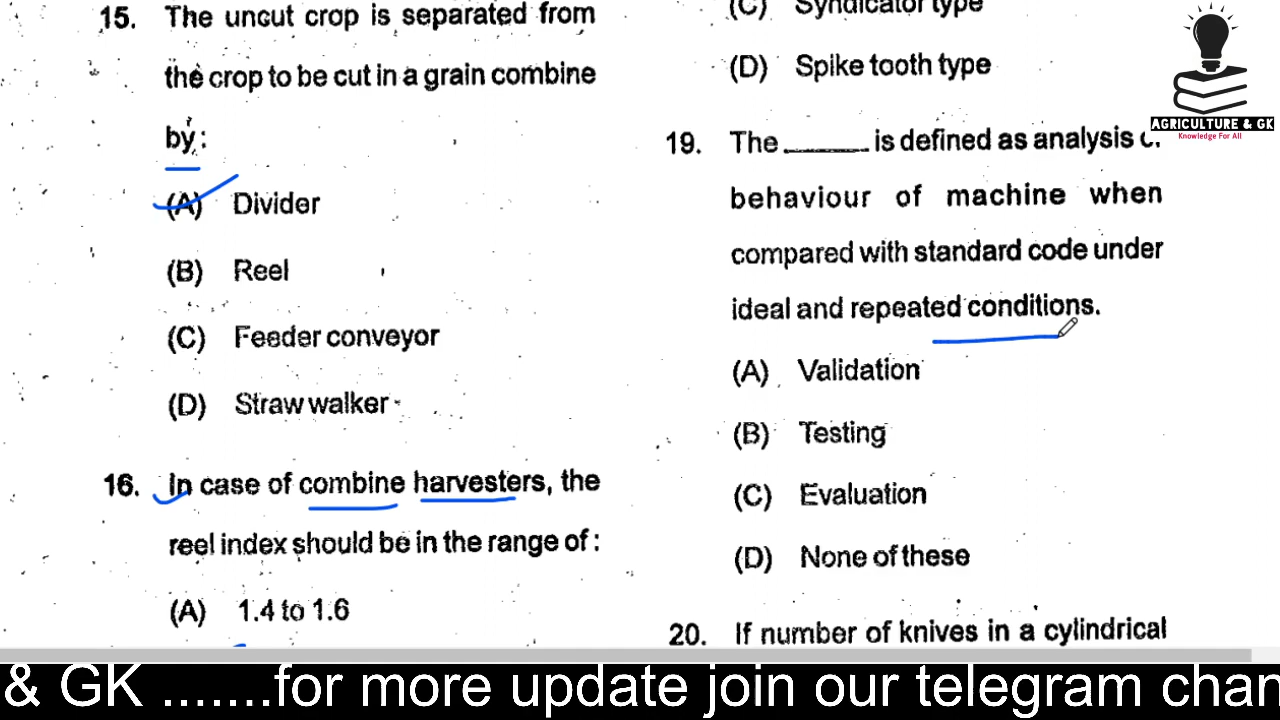 15. The uncut crop is separated from
the crop to be cut in a grain combine
by:
(A) Divider
(B) Reel
(C) Feeder conveyor
(D) Straw walker
16. In case of combine harvesters, the
reel index should be in the range of :
(A) 1.4 to 1.6
(C) Syndicator type
(D) Spike tooth type
19. The ______ is defined as analysis
behaviour of machine when
compared with standard code under
ideal and repeated conditions.
(A) Validation
(B) Testing
(C) Evaluation
(D) None of these
20. If number of knives in a cylindrical
AGRICULTURE & GK
Knowledge For All
& GK .......for more update join our telegram chan